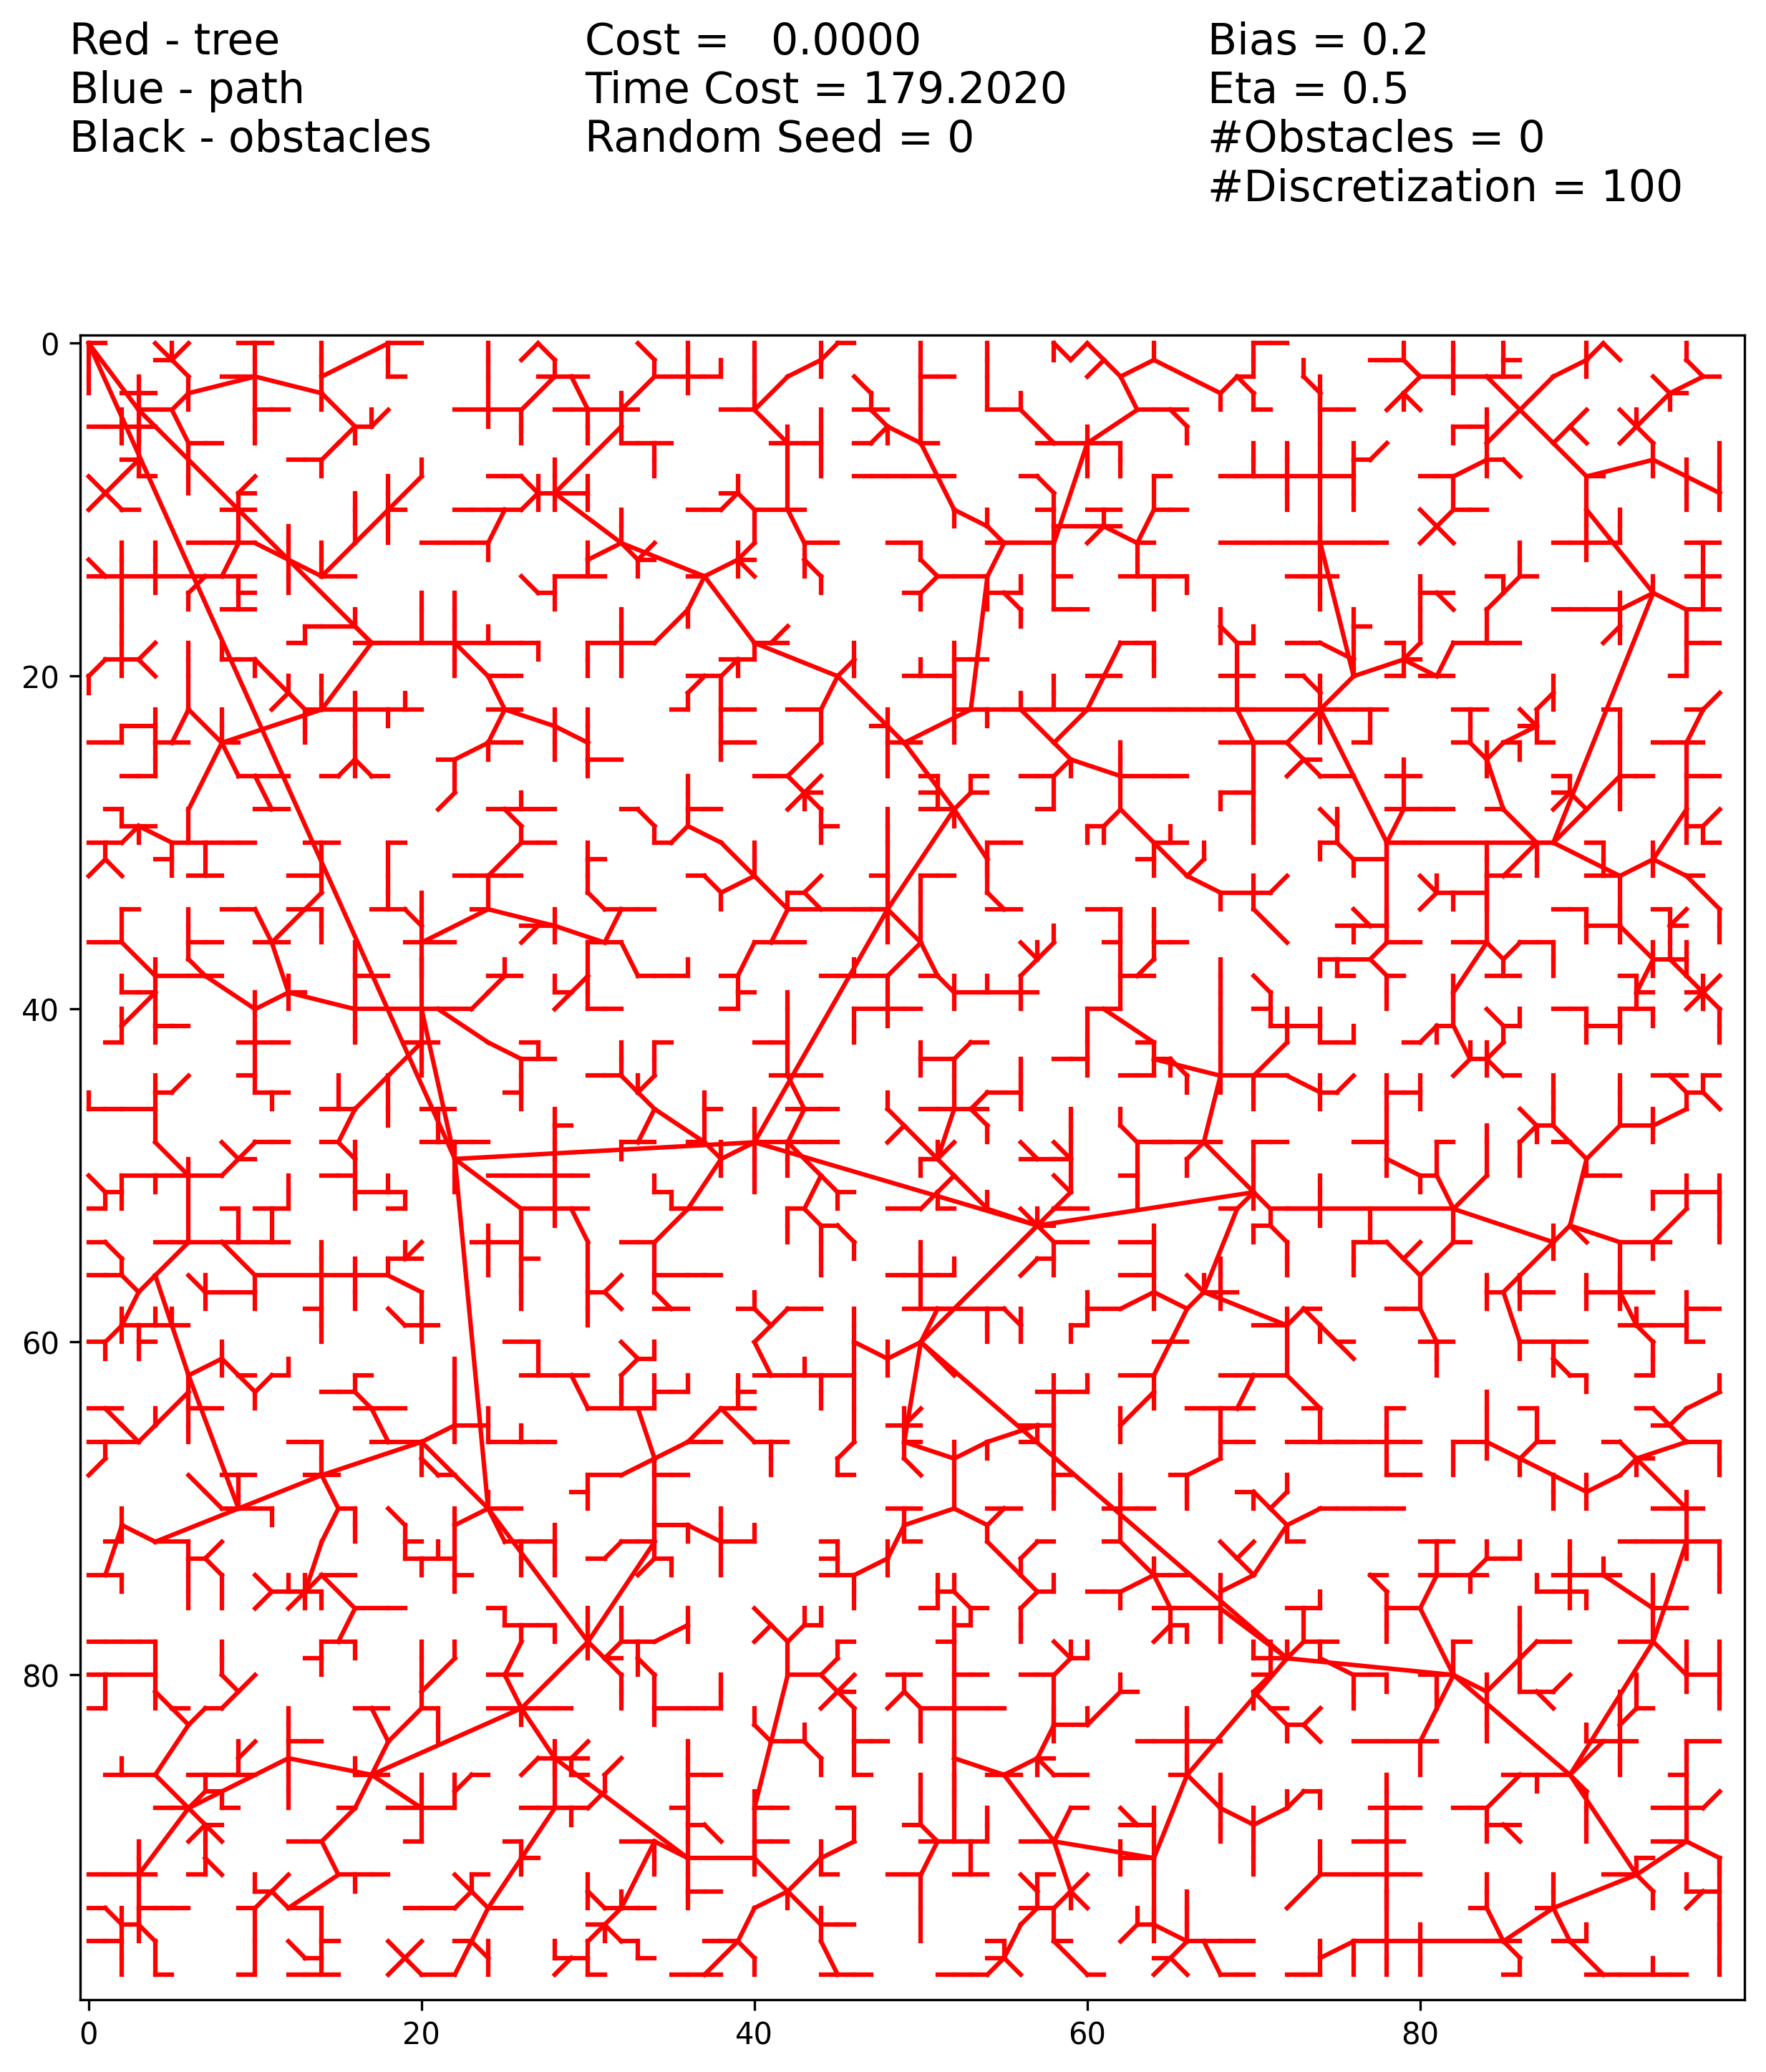 Red - tree
Blue - path
Black - obstacles
Cost =   0.0000
Time Cost = 179.2020
Random Seed = 0
Bias = 0.2
Eta = 0.5
#Obstacles = 0
#Discretization = 100
0
20
40
60
80
0
20
40
60
80